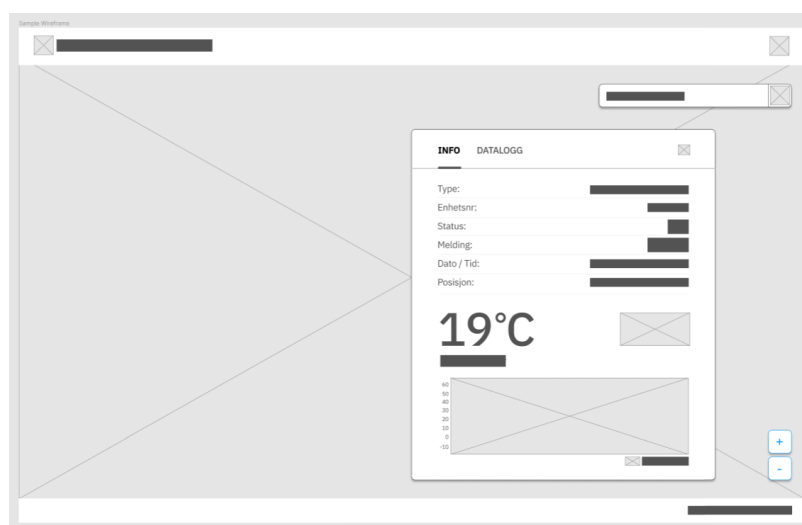 Sample Wireframe
INFO DATALOGG
Type:
Enhetsnr:
Status:
Melding:
Dato / Tid:
Posisjon:
19°C
60
50
40
30
20
10
0
-10
+
-